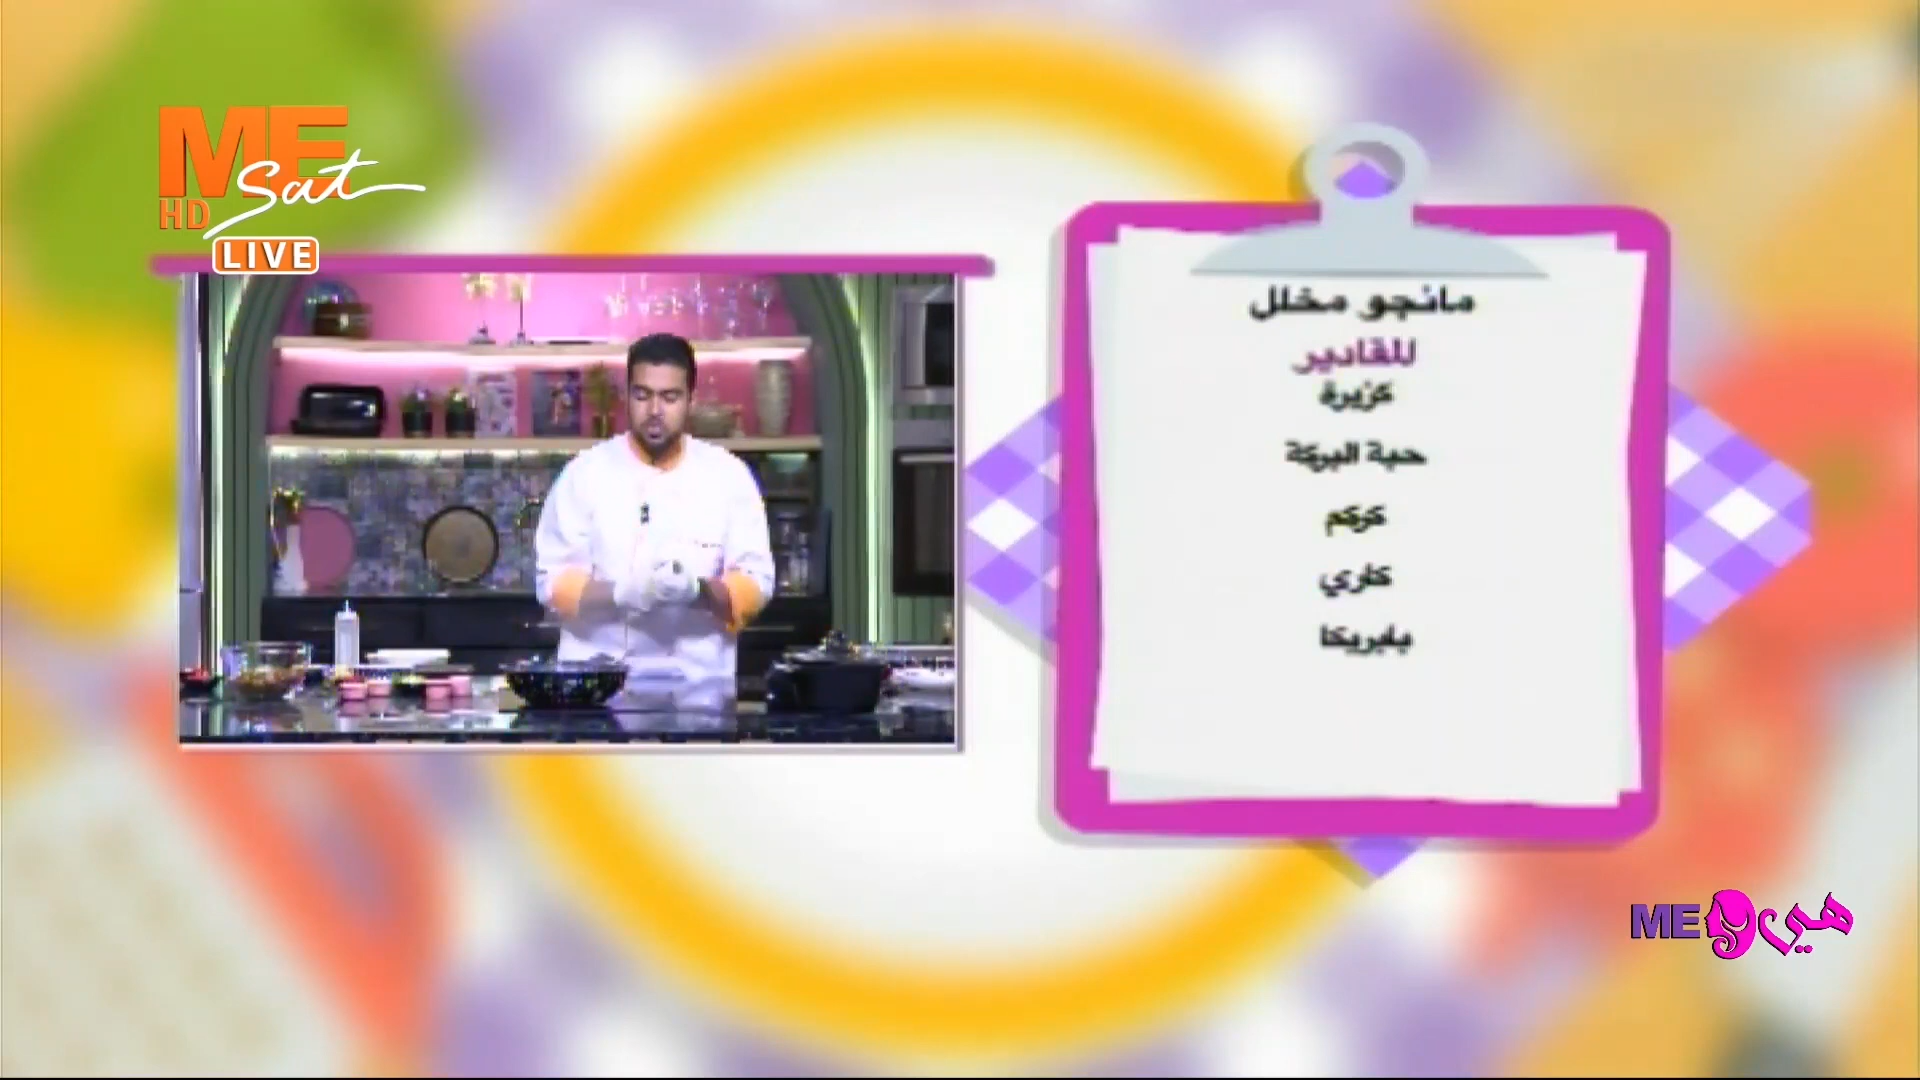 ME
Sat
HD
LIVE
مانجو مخلل
للقادير
كزبرة
حبة البركة
كركم
كاري
بابريكا
ME هي